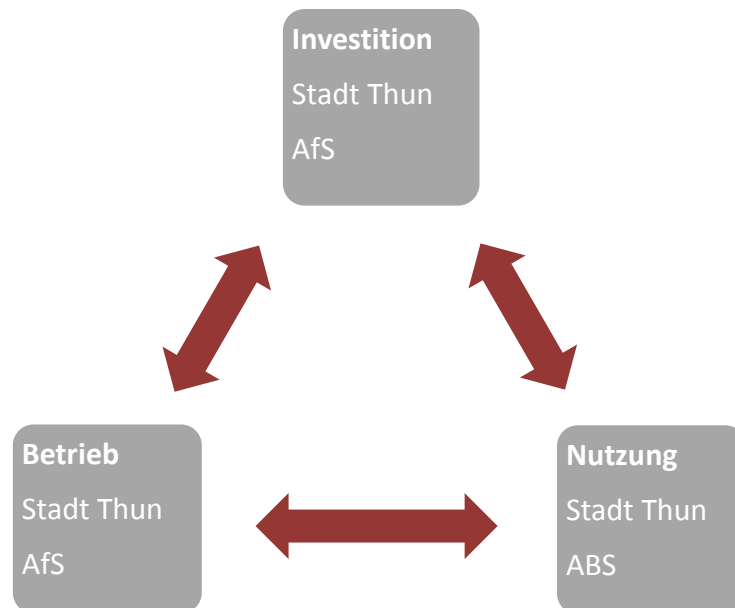 Investition
Stadt Thun
AfS
Betrieb
Stadt Thun
AfS
Nutzung
Stadt Thun
ABS